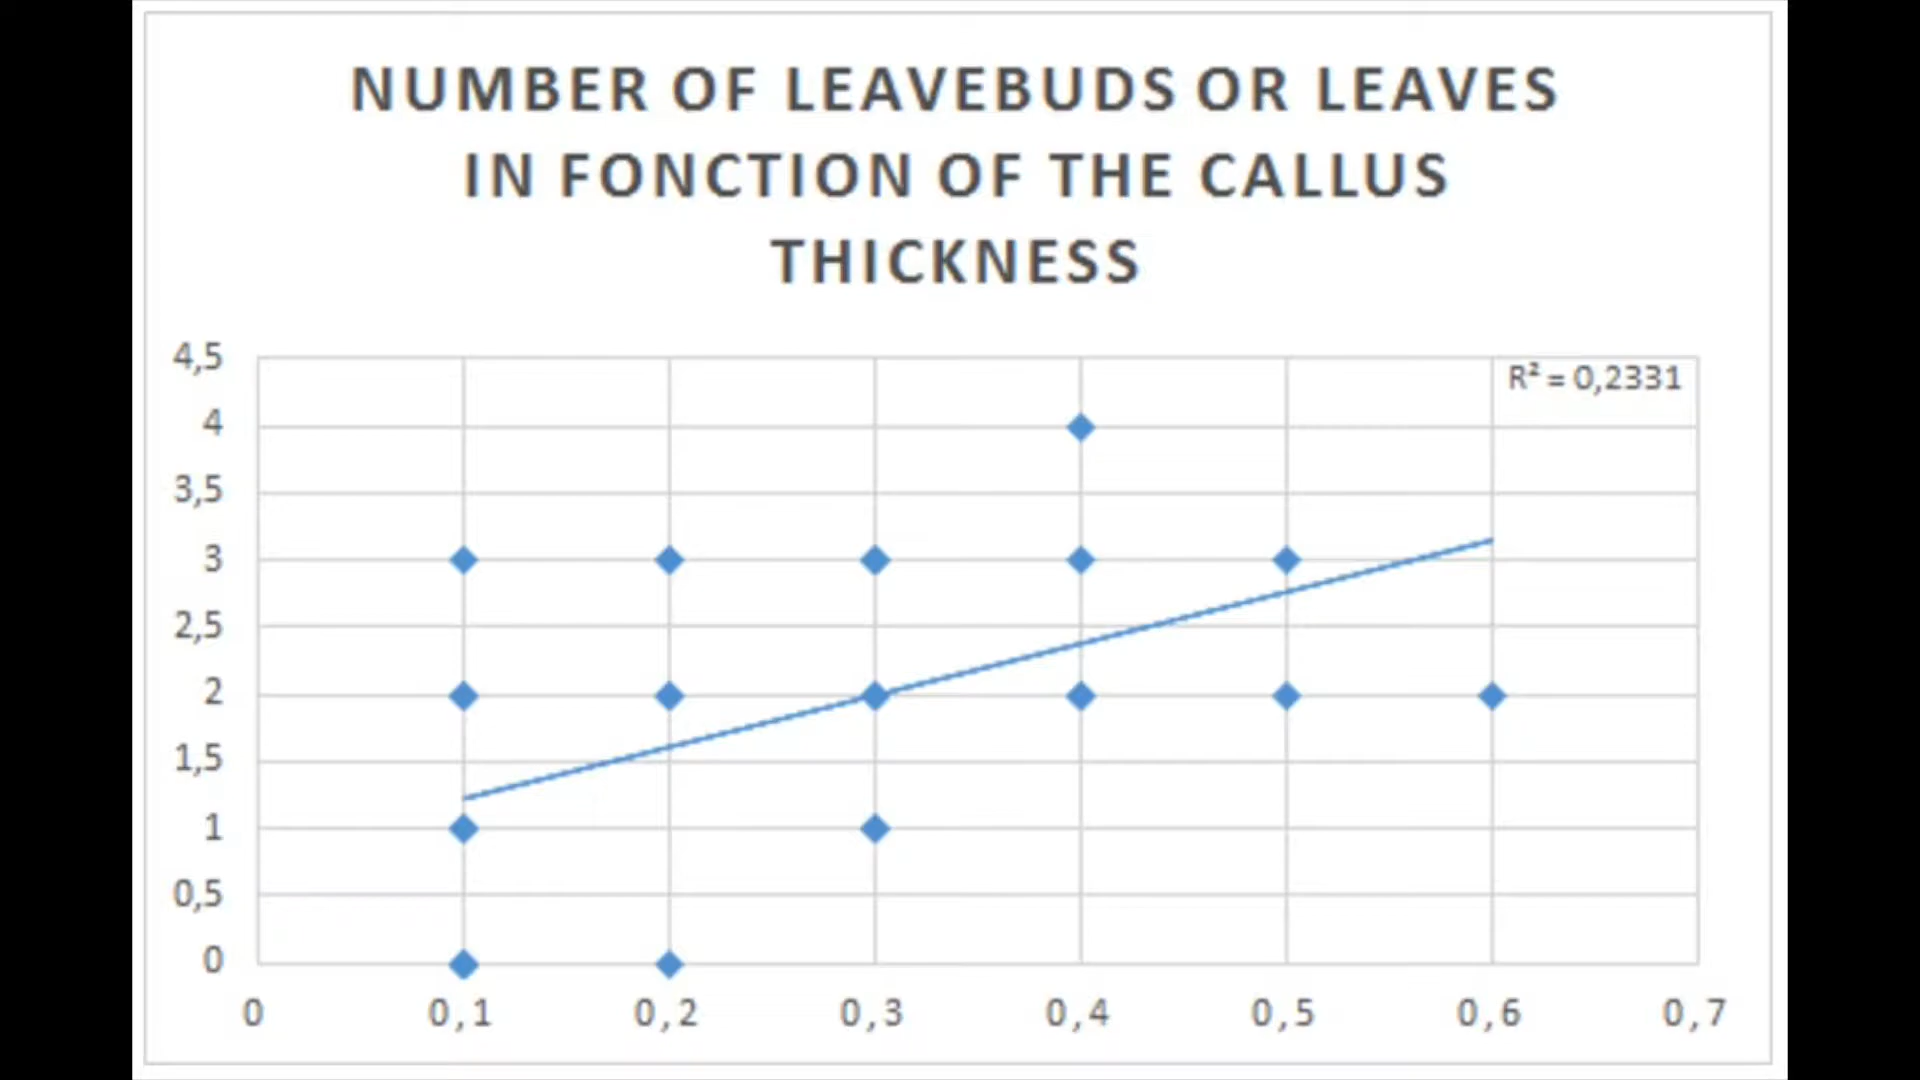 NUMBER OF LEAVEBUDS OR LEAVES
IN FONCTION OF THE CALLUS
THICKNESS
4,5
R² = 0,2331
4
3,5
3
2,5
2
1,5
1
0,5
0
0 0,1 0,2 0,3 0,4 0,5 0,6 0,7